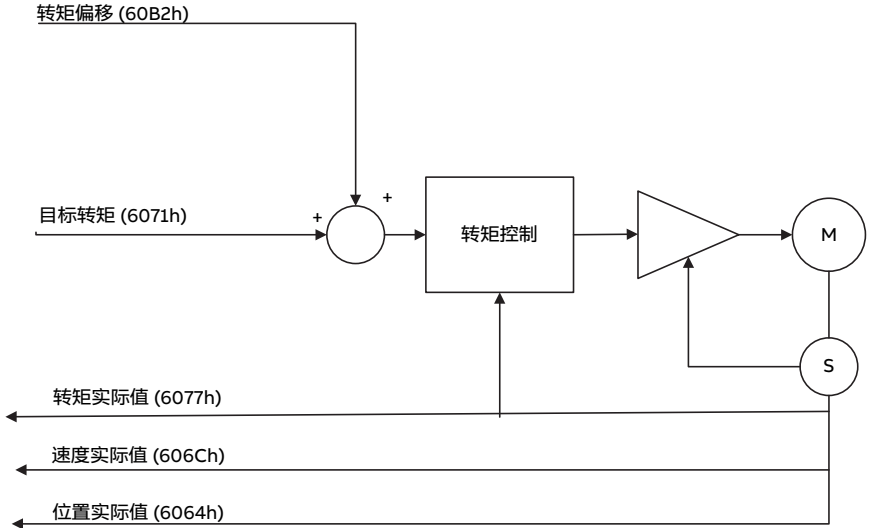 转矩偏移 (60B2h)
+
目标转矩 (6071h)
+
转矩控制
M
S
转矩实际值 (6077h)
速度实际值 (606Ch)
位置实际值 (6064h)